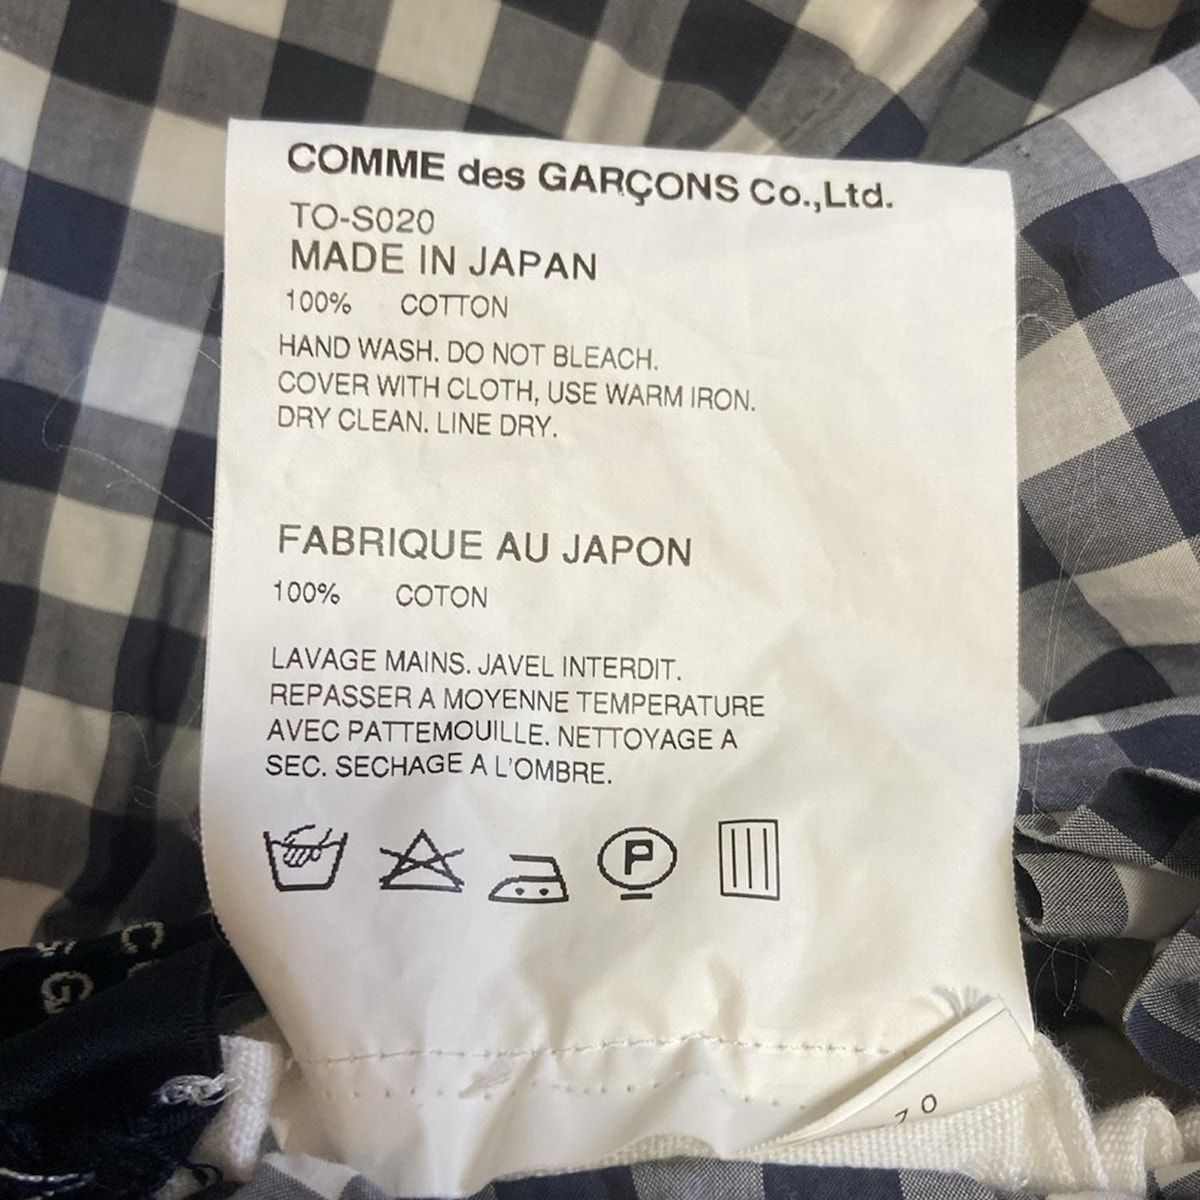 COMME des GARÇONS Co.,Ltd.
TO-S020
MADE IN JAPAN
100% COTTON
HAND WASH. DO NOT BLEACH.
COVER WITH CLOTH, USE WARM IRON.
DRY CLEAN. LINE DRY.
FABRIQUE AU JAPON
100% COTON
LAVAGE MAINS. JAVEL INTERDIT.
REPASSER A MOYENNE TEMPERATURE
AVEC PATTEMOUILLE. NETTOYAGE A
SEC. SECHAGE A L'OMBRE.
P